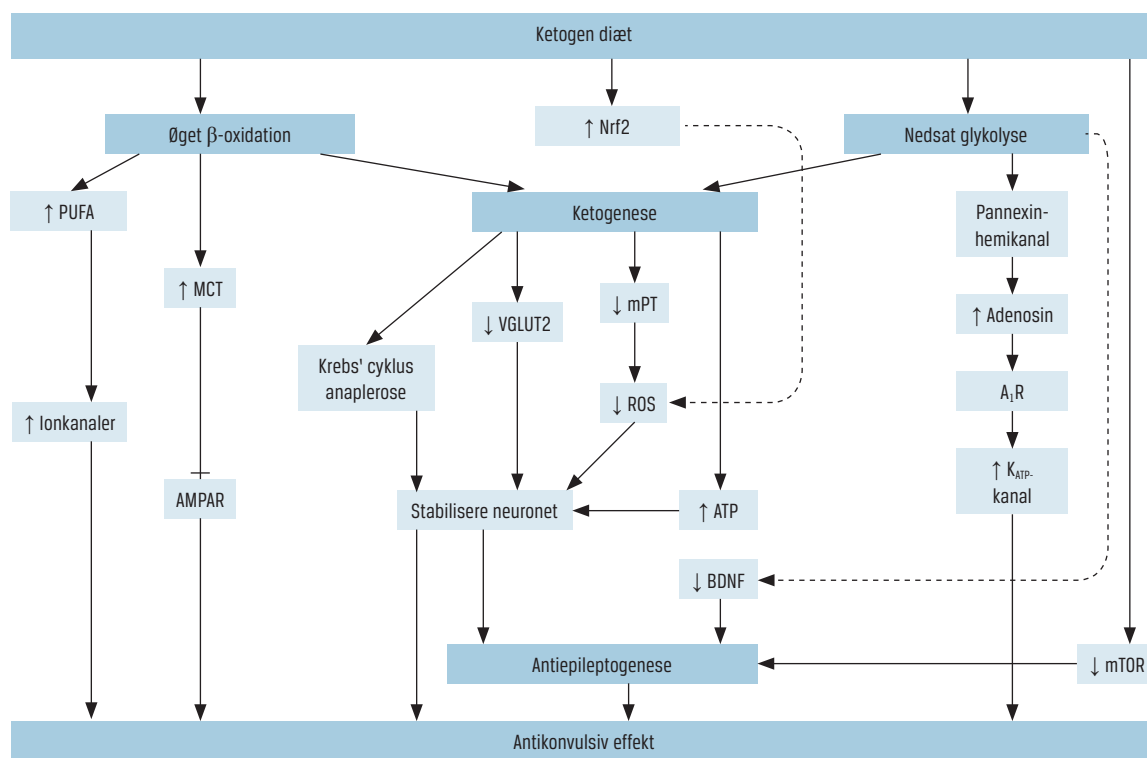 Ketogen diæt
↑ Nrf2
Øget β-oxidation
Nedsat glykolyse
↑ PUFA
Ketogenese
Pannexin-
hemikanal
↑ MCT
↓ mPT
↓ VGLUT2
↑ Adenosin
Krebs' cyklus
anaplerose
↓ ROS
A₁R
↑ Ionkanaler
↑ K_ATP-
kanal
AMPAR
Stabilisere neuronet
↑ ATP
↓ BDNF
Antiepileptogenese
↓ mTOR
Antikonvulsiv effekt